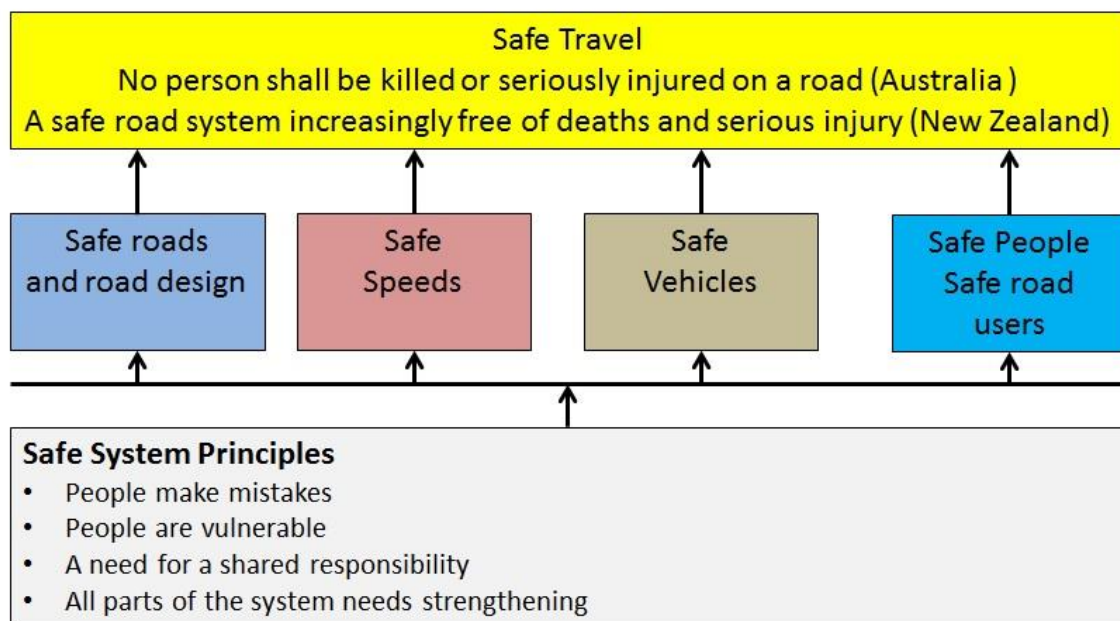 Safe Travel
No person shall be killed or seriously injured on a road (Australia )
A safe road system increasingly free of deaths and serious injury (New Zealand)
Safe roads
and road design
Safe
Speeds
Safe
Vehicles
Safe People
Safe road
users
Safe System Principles
• People make mistakes
• People are vulnerable
• A need for a shared responsibility
• All parts of the system needs strengthening